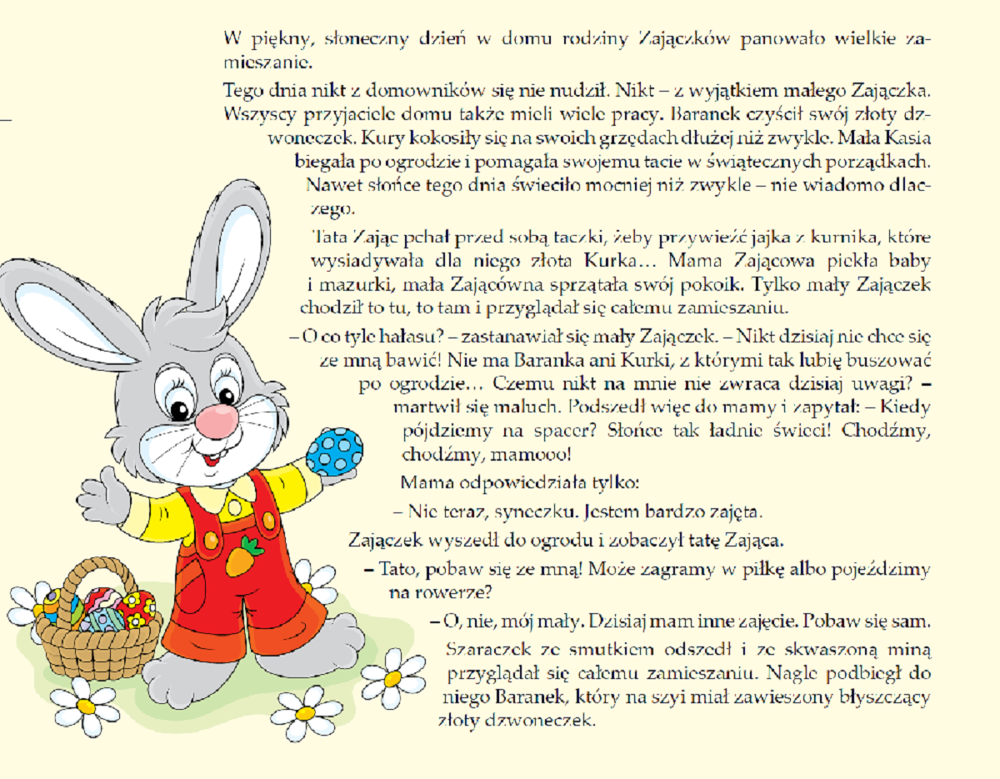 W piękny, słoneczny dzień w domu rodziny Zajączków panowało wielkie za-
mieszanie.
Tego dnia nikt z domowników się nie nudził. Nikt – z wyjątkiem małego Zajączka.
Wszyscy przyjaciele domu także mieli wiele pracy. Baranek czyścił swój złoty dz-
woneczek. Kury kokosiły się na swoich grzędach dłużej niż zwykle. Mała Kasia
biegała po ogrodzie i pomagała swojemu tacie w świątecznych porządkach.
Nawet słońce tego dnia świeciło mocniej niż zwykle – nie wiadomo dlac-
zego.
Tata Zając pchał przed sobą taczki, żeby przywieźć jajka z kurnika, które
wysiadywała dla niego złota Kurka… Mama Zającowa piekła baby
i mazurki, mała Zającówna sprzątała swój pokoik. Tylko mały Zajączek
chodził to tu, to tam i przyglądał się całemu zamieszaniu.
– O co tyle hałasu? – zastanawiał się mały Zajączek. – Nikt dzisiaj nie chce się
ze mną bawić! Nie ma Baranka ani Kurki, z którymi tak lubię buszować
po ogrodzie… Czemu nikt na mnie nie zwraca dzisiaj uwagi? –
martwił się maluch. Podszedł więc do mamy i zapytał: – Kiedy
pójdziemy na spacer? Słońce tak ładnie świeci! Chodźmy,
chodźmy, mamooo!
Mama odpowiedziała tylko:
– Nie teraz, syneczku. Jestem bardzo zajęta.
Zajączek wyszedł do ogrodu i zobaczył tatę Zająca.
– Tato, pobaw się ze mną! Może zagramy w piłkę albo pojeździmy
na rowerze?
– O, nie, mój mały. Dzisiaj mam inne zajęcie. Pobaw się sam.
Szaraczek ze smutkiem odszedł i ze skwaszoną miną
przyglądał się całemu zamieszaniu. Nagle podbiegł do
niego Baranek, który na szyi miał zawieszony błyszczący
złoty dzwoneczek.